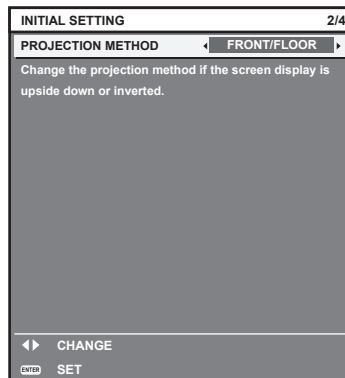 INITIAL SETTING 2/4
PROJECTION METHOD FRONT/FLOOR
Change the projection method if the screen display is
upside down or inverted.
CHANGE
ENTER SET